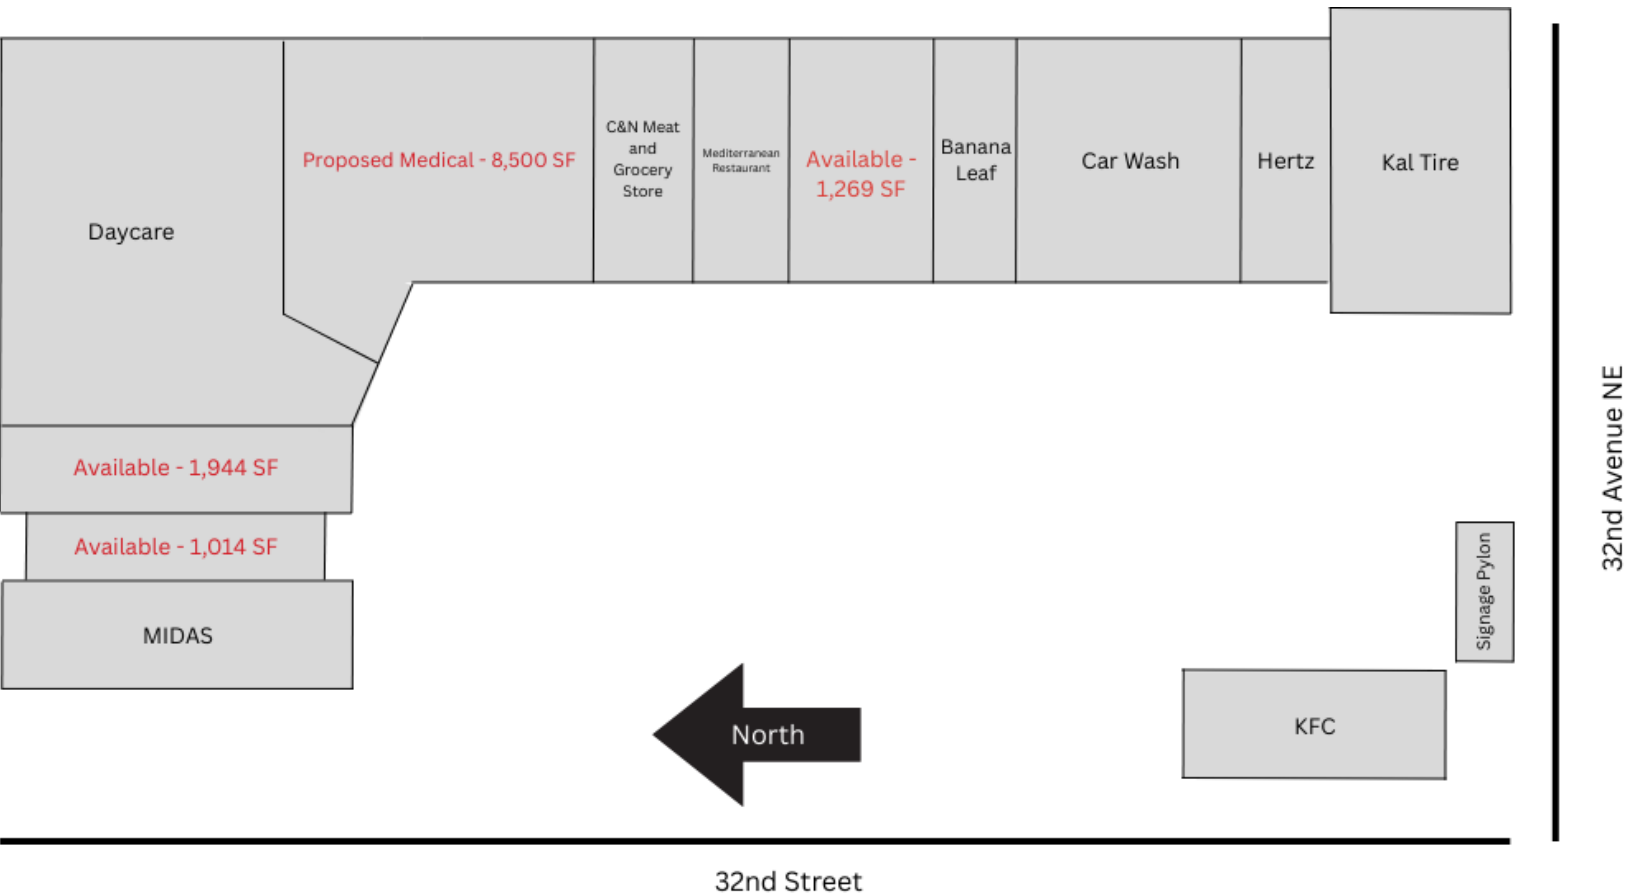 Daycare
Proposed Medical - 8,500 SF
C&N Meat
and
Grocery
Store
Mediterranean
Restaurant
Available -
1,269 SF
Banana
Leaf
Car Wash
Hertz
Kal Tire
Available - 1,944 SF
Available - 1,014 SF
MIDAS
North
KFC
Signage Pylon
32nd Avenue NE
32nd Street